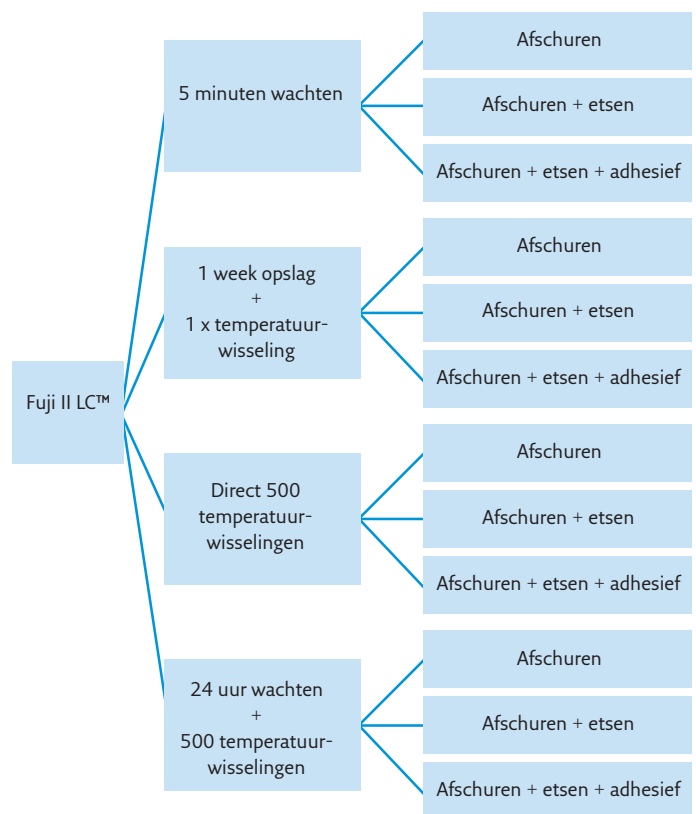 Fuji II LC™
5 minuten wachten
Afschuren
Afschuren + etsen
Afschuren + etsen + adhesief
1 week opslag
+
1 x temperatuur-
wisseling
Afschuren
Afschuren + etsen
Afschuren + etsen + adhesief
Direct 500
temperatuur-
wisselingen
Afschuren
Afschuren + etsen
Afschuren + etsen + adhesief
24 uur wachten
+
500 temperatuur-
wisselingen
Afschuren
Afschuren + etsen
Afschuren + etsen + adhesief